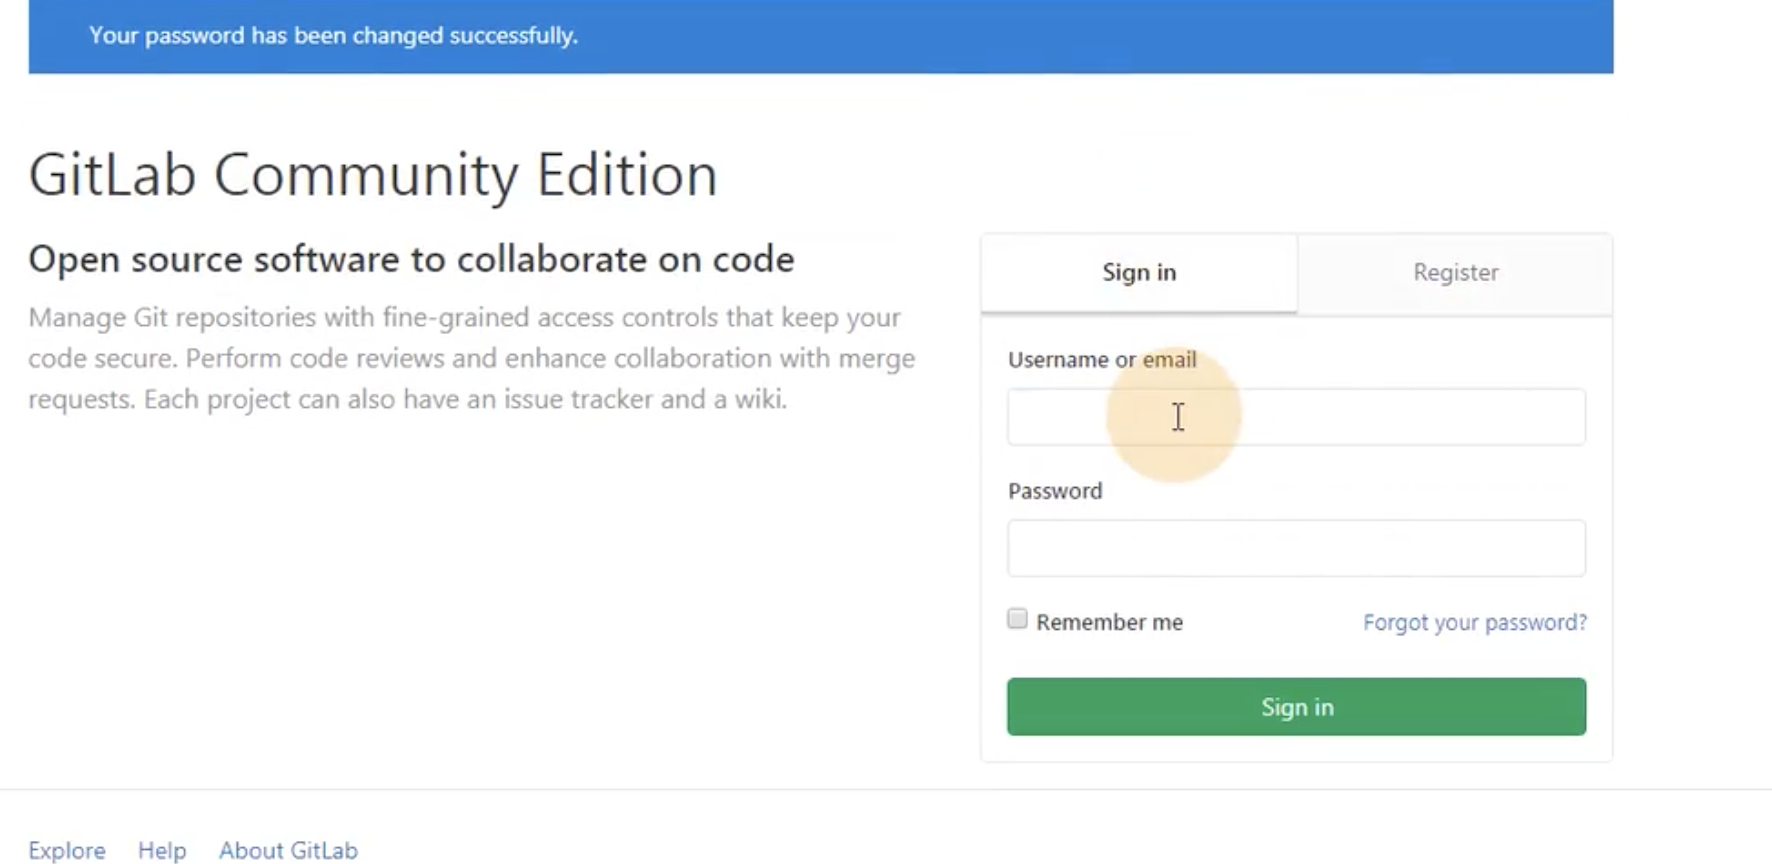 Your password has been changed successfully.
GitLab Community Edition
Open source software to collaborate on code
Manage Git repositories with fine-grained access controls that keep your
code secure. Perform code reviews and enhance collaboration with merge
requests. Each project can also have an issue tracker and a wiki.
Sign in
Register
Username or email
Password
Remember me
Forgot your password?
Sign in
Explore
Help
About GitLab